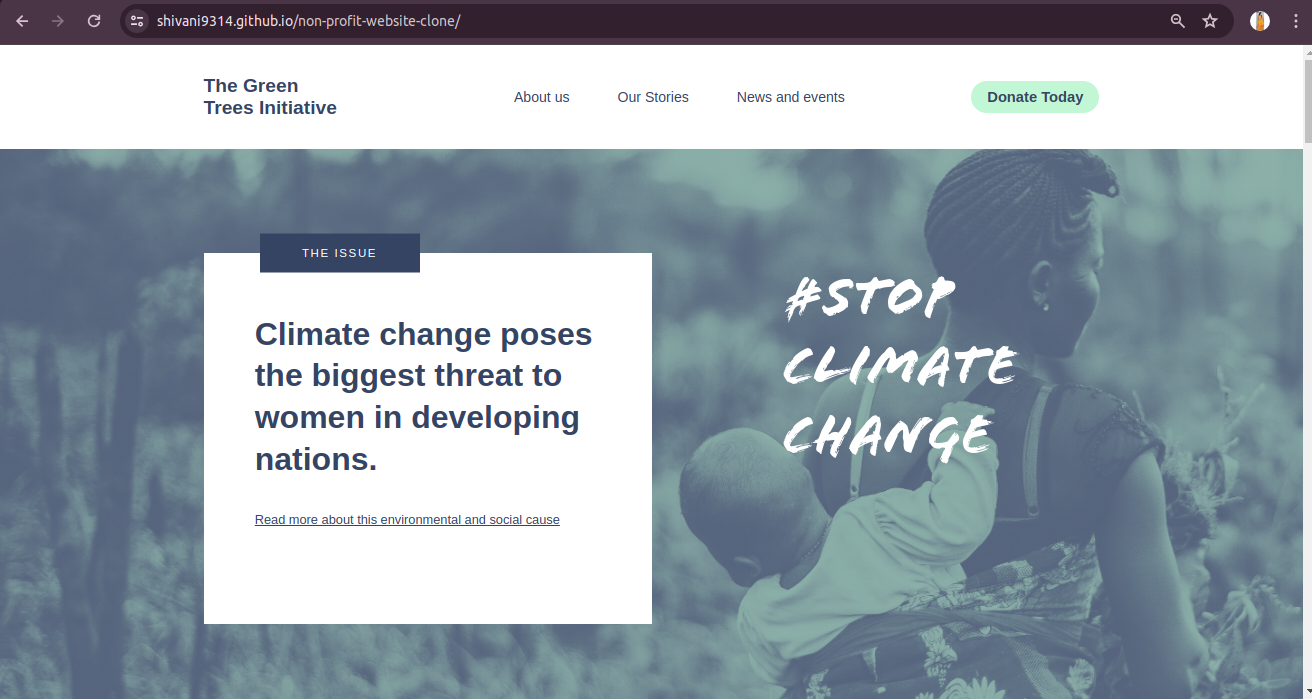 shivani9314.github.io/non-profit-website-clone/
The Green
Trees Initiative
About us
Our Stories
News and events
Donate Today
THE ISSUE
Climate change poses
the biggest threat to
women in developing
nations.
Read more about this environmental and social cause
#STOP
CLIMATE
CHANGE